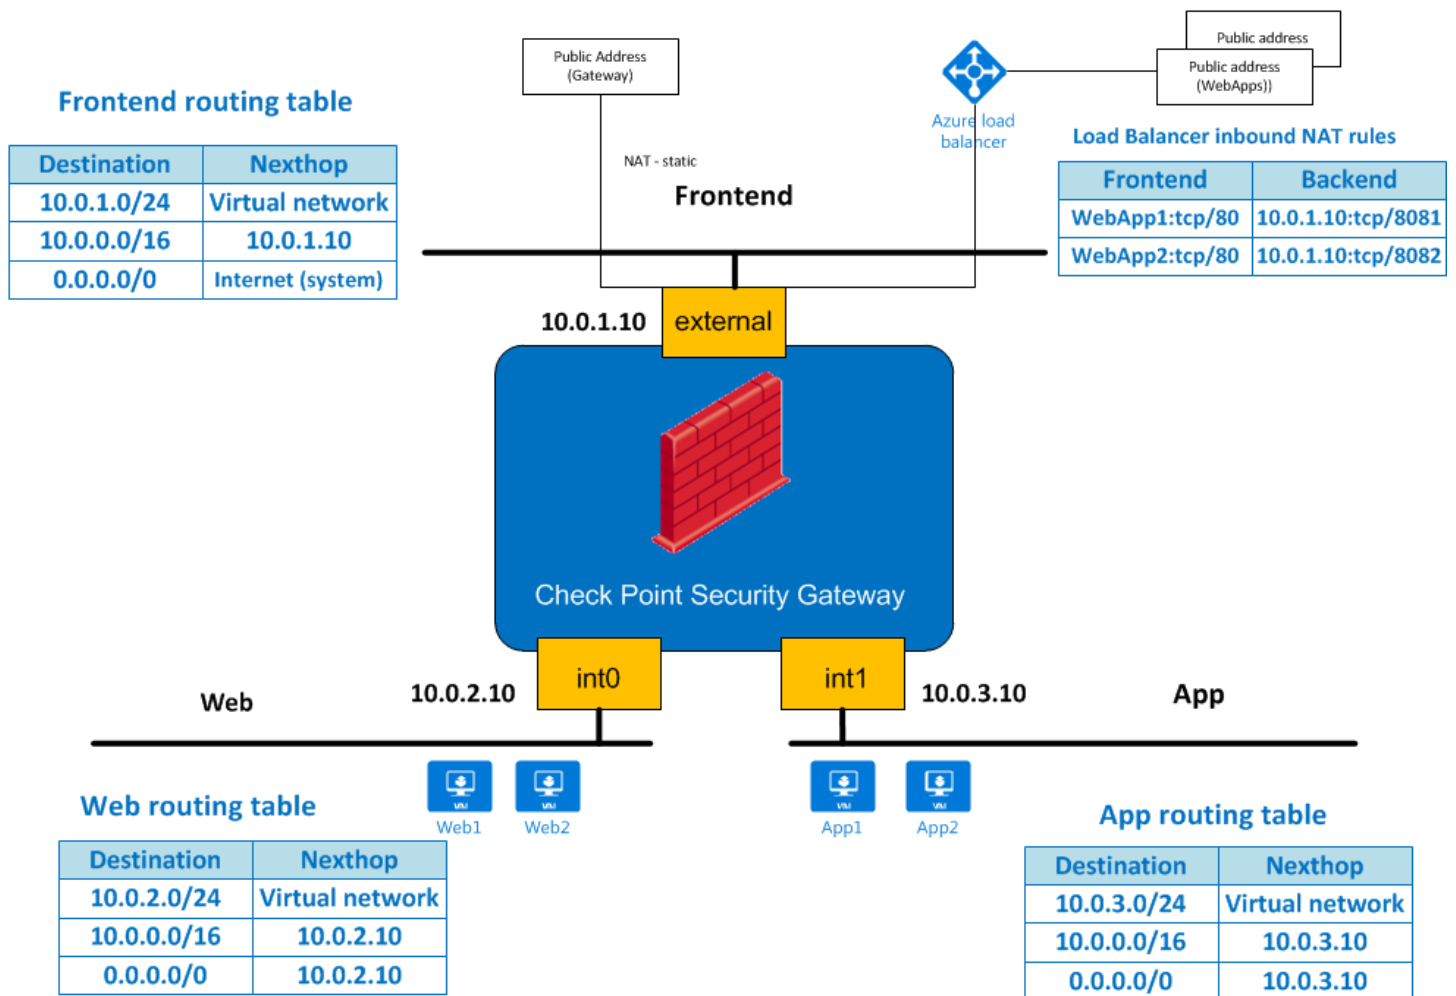 Public Address
(Gateway)
Public address
Public address
(WebApps))
Azure load
balancer
Frontend routing table
Destination Nexthop
10.0.1.0/24 Virtual network
10.0.0.0/16 10.0.1.10
0.0.0.0/0 Internet (system)
NAT - static
Frontend
Load Balancer inbound NAT rules
Frontend Backend
WebApp1:tcp/80 10.0.1.10:tcp/8081
WebApp2:tcp/80 10.0.1.10:tcp/8082
10.0.1.10
external
Check Point Security Gateway
Web
10.0.2.10
int0
int1
10.0.3.10
App
Web1
Web2
App1
App2
Web routing table
Destination Nexthop
10.0.2.0/24 Virtual network
10.0.0.0/16 10.0.2.10
0.0.0.0/0 10.0.2.10
App routing table
Destination Nexthop
10.0.3.0/24 Virtual network
10.0.0.0/16 10.0.3.10
0.0.0.0/0 10.0.3.10